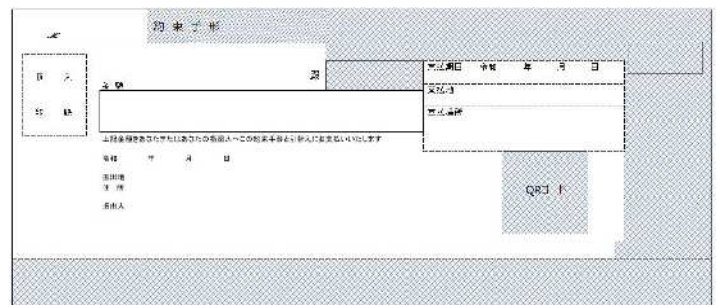 約束手形
収入
印紙
殿
金額
支払期日 令和 年 月 日
支払地
支払場所
上記金額をあなたまたはあなたの指図人へこの約束手形と引替えにお支払いいたします
令和 年 月 日
振出地
住所
振出人
QRコード